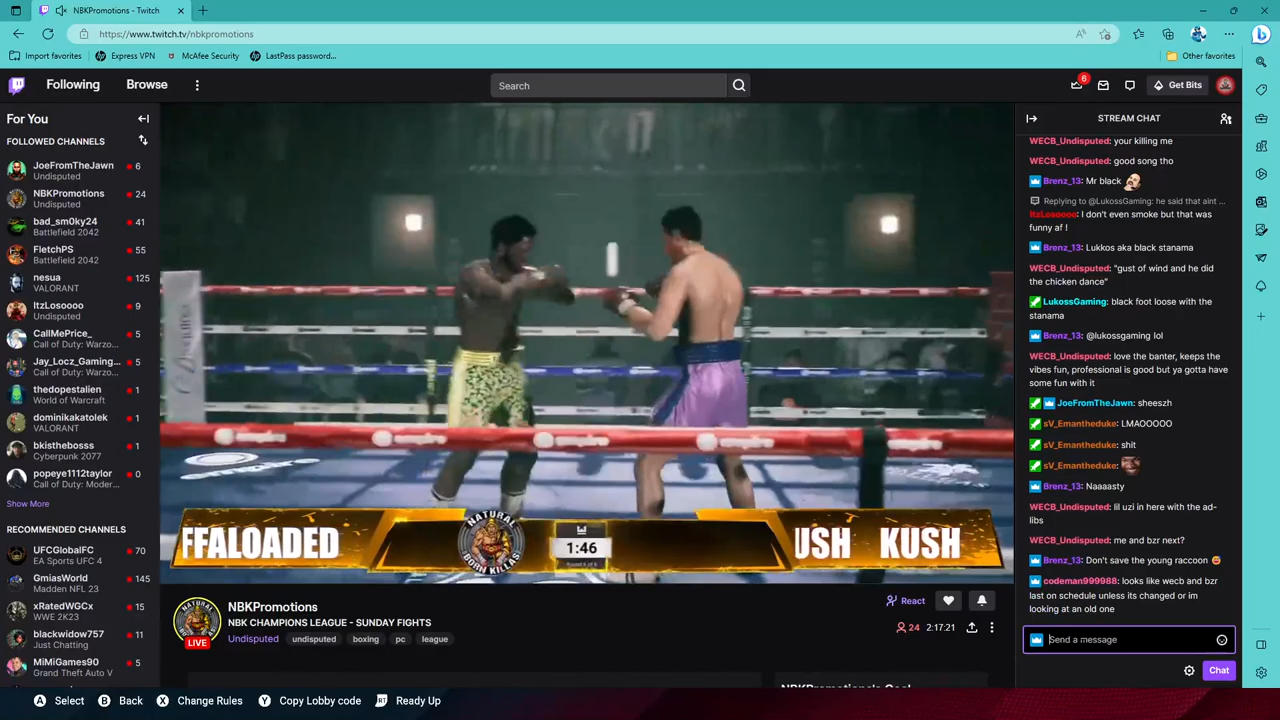 NBKPromotions - Twitch
https://www.twitch.tv/nbkpromotions
Import favorites
Express VPN
McAfee Security
LastPass password...
Other favorites
Following
Browse
Search
6
Get Bits
For You
FOLLOWED CHANNELS
JoeFromTheJawn
6
Undisputed
NBKPromotions
24
Undisputed
bad_sm0ky24
41
Battlefield 2042
FletchPS
55
Battlefield 2042
nesua
125
VALORANT
ItzLosoooo
9
Undisputed
CallMePrice_
5
Call of Duty: Warzo...
Jay_Locz_Gaming...
5
Call of Duty: Warzo...
thedopestalien
1
World of Warcraft
dominikakatolek
1
Undisputed
bkisthebosss
1
Cyberpunk 2077
popeye1112taylor
0
Call of Duty: Moder...
Show More
RECOMMENDED CHANNELS
UFCGlobalFC
70
EA Sports UFC 4
GmiasWorld
145
Madden NFL 23
xRatedWGCx
15
WWE 2K23
blackwidow757
11
Just Chatting
MiMiGames90
5
Grand Theft Auto V
FFALOADED
NATURAL
BORN KILLAS
1:46
USH KUSH
LIVE
NBKPromotions
NBK CHAMPIONS LEAGUE - SUNDAY FIGHTS
Undisputed
undisputed
boxing
pc
league
React
24
2:17:21
NBKPromotions's Goal
STREAM CHAT
WECB_Undisputed: your killing me
WECB_Undisputed: good song tho
Brenz_13: Mr black
Replying to @LukossGaming: he said that aint ...
ItzLosoooo: I don't even smoke but that was
funny af !
Brenz_13: Lukkos aka black stanama
WECB_Undisputed: "gust of wind and he did
the chicken dance"
LukossGaming: black foot loose with the
stanama
Brenz_13: @lukossgaming lol
WECB_Undisputed: love the banter, keeps the
vibes fun, professional is good but ya gotta have
some fun with it
JoeFromTheJawn: sheeszh
sV_Emantheduke: LMAOOOOO
sV_Emantheduke: shit
sV_Emantheduke:
Brenz_13: Naaaasty
WECB_Undisputed: lil uzi in here with the ad-
libs
WECB_Undisputed: me and bzr next?
Brenz_13: Don't save the young raccoon
codeman999988: looks like wecb and bzr
last on schedule unless its changed or im
looking at an old one
Send a message
Chat
A Select
B Back
X Change Rules
Y Copy Lobby code
RT Ready Up